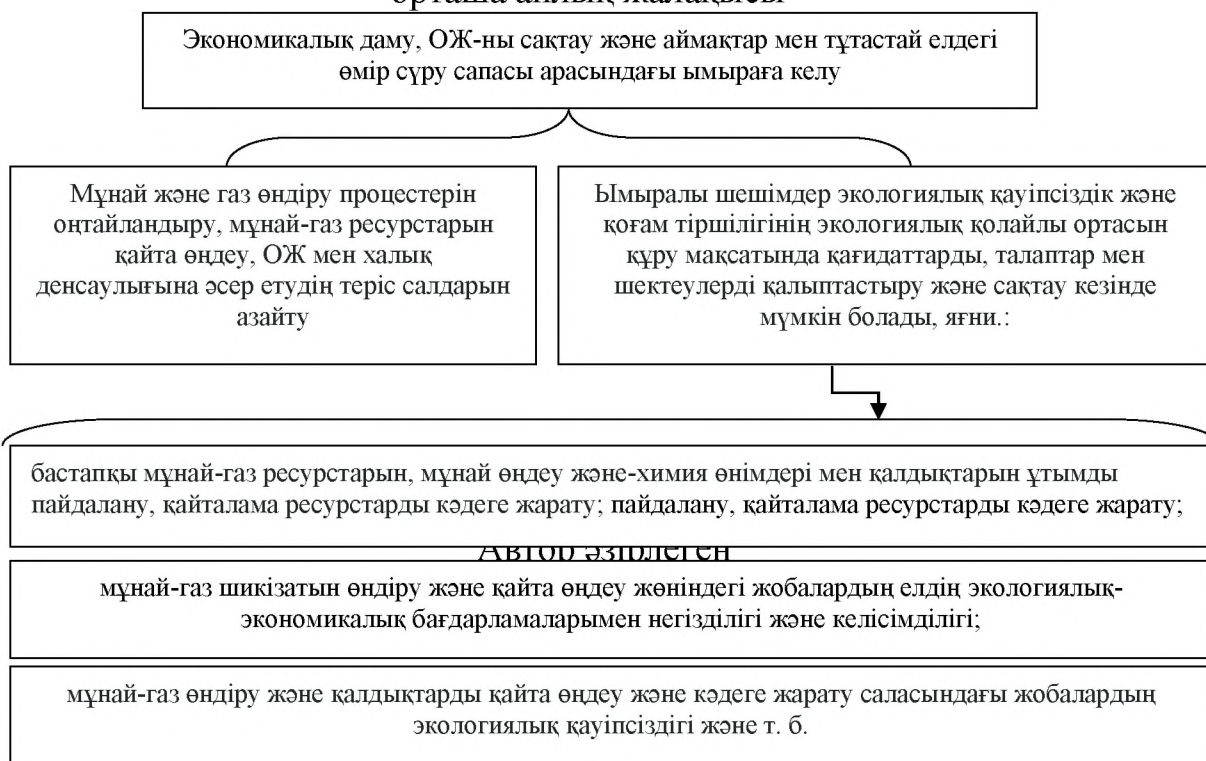 орташа айлық жалақысы
Экономикалық даму, ОЖ-ны сақтау және аймақтар мен тұтастай елдегі
өмір сүру сапасы арасындағы ымыраға келу
Мұнай және газ өндіру процестерін
оңтайландыру, мұнай-газ ресурстарын
қайта өңдеу, ОЖ мен халық
денсаулығына әсер етудің теріс салдарын
азайту
Ымыралы шешімдер экологиялық қауіпсіздік және
қоғам тіршілігінің экологиялық қолайлы ортасын
құру мақсатында қағидаттарды, талаптар мен
шектеулерді қалыптастыру және сақтау кезінде
мүмкін болады, яғни.:
бастапқы мұнай-газ ресурстарын, мұнай өңдеу және-химия өнімдері мен қалдықтарын ұтымды
пайдалану, қайталама ресурстарды кәдеге жарату; пайдалану, қайталама ресурстарды кәдеге жарату;
Автор әзірлеген
мұнай-газ шикізатын өндіру және қайта өңдеу жөніндегі жобалардың елдің экологиялық-
экономикалық бағдарламаларымен негізділігі және келісімділігі;
мұнай-газ өндіру және қалдықтарды қайта өңдеу және кәдеге жарату саласындағы жобалардың
экологиялық қауіпсіздігі және т. б.